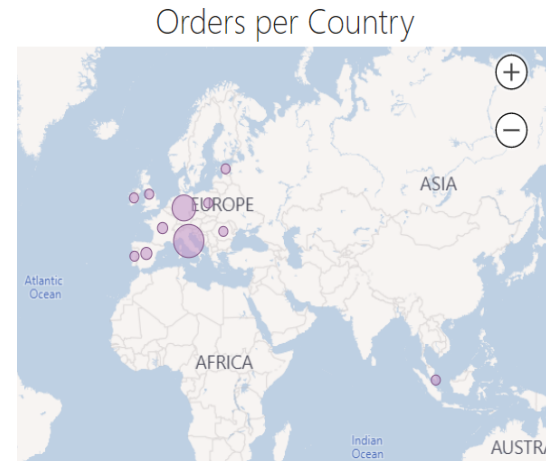 Orders per Country
+
−
ASIA
EUROPE
Atlantic
Ocean
AFRICA
Indian
Ocean
AUSTRA